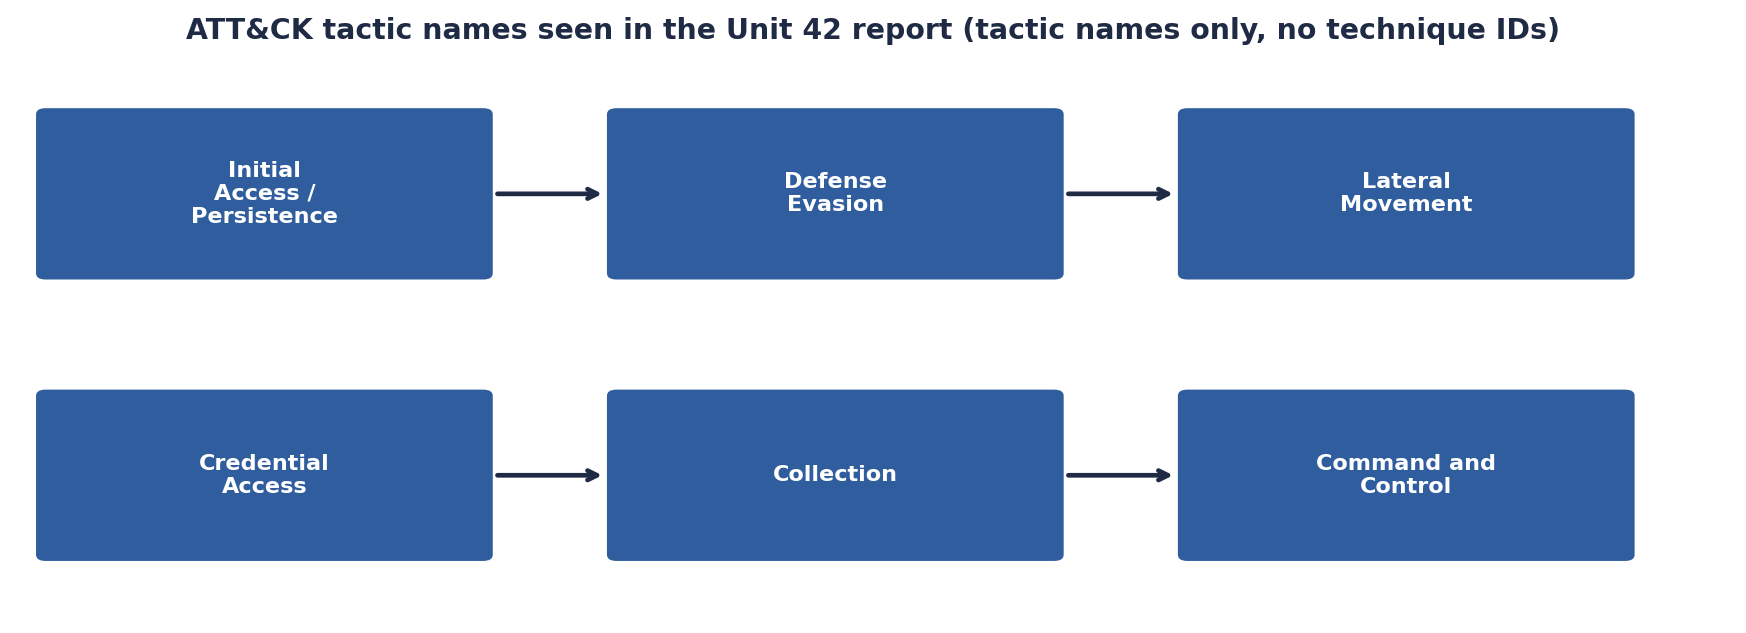 ATT&CK tactic names seen in the Unit 42 report (tactic names only, no technique IDs)
Initial
Access /
Persistence
Defense
Evasion
Lateral
Movement
Credential
Access
Collection
Command and
Control